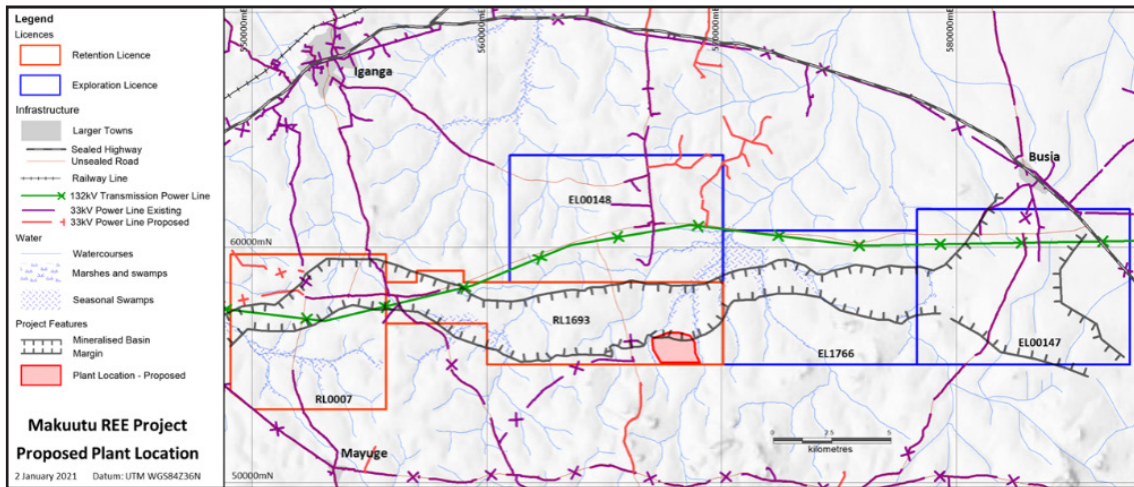 Legend
Licences
Retention Licence
Exploration Licence
Infrastructure
Larger Towns
Sealed Highway
Unsealed Road
Railway Line
132kV Transmission Power Line
33kV Power Line Existing
33kV Power Line Proposed
Water
Watercourses
Marshes and swamps
Seasonal Swamps
Project Features
Mineralised Basin
Margin
Plant Location - Proposed
Makuutu REE Project
Proposed Plant Location
2 January 2021 Datum: UTM WGS84Z36N
550000mE
560000mE
570000mE
580000mE
Iganga
Busia
EL00148
60000mN
RL1693
EL1766
EL00147
RL0007
Mayuge
0 2.5 5
kilometres
50000mN